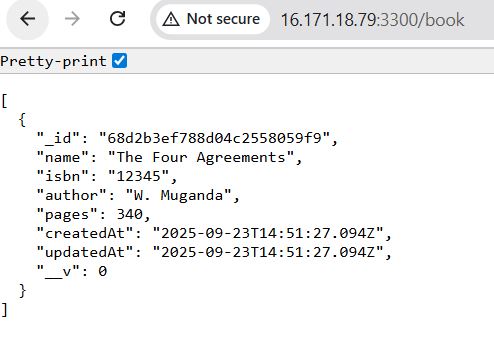 Not secure 16.171.18.79:3300/book
Pretty-print
[
  {
    "_id": "68d2b3ef788d04c2558059f9",
    "name": "The Four Agreements",
    "isbn": "12345",
    "author": "W. Muganda",
    "pages": 340,
    "createdAt": "2025-09-23T14:51:27.094Z",
    "updatedAt": "2025-09-23T14:51:27.094Z",
    "__v": 0
  }
]